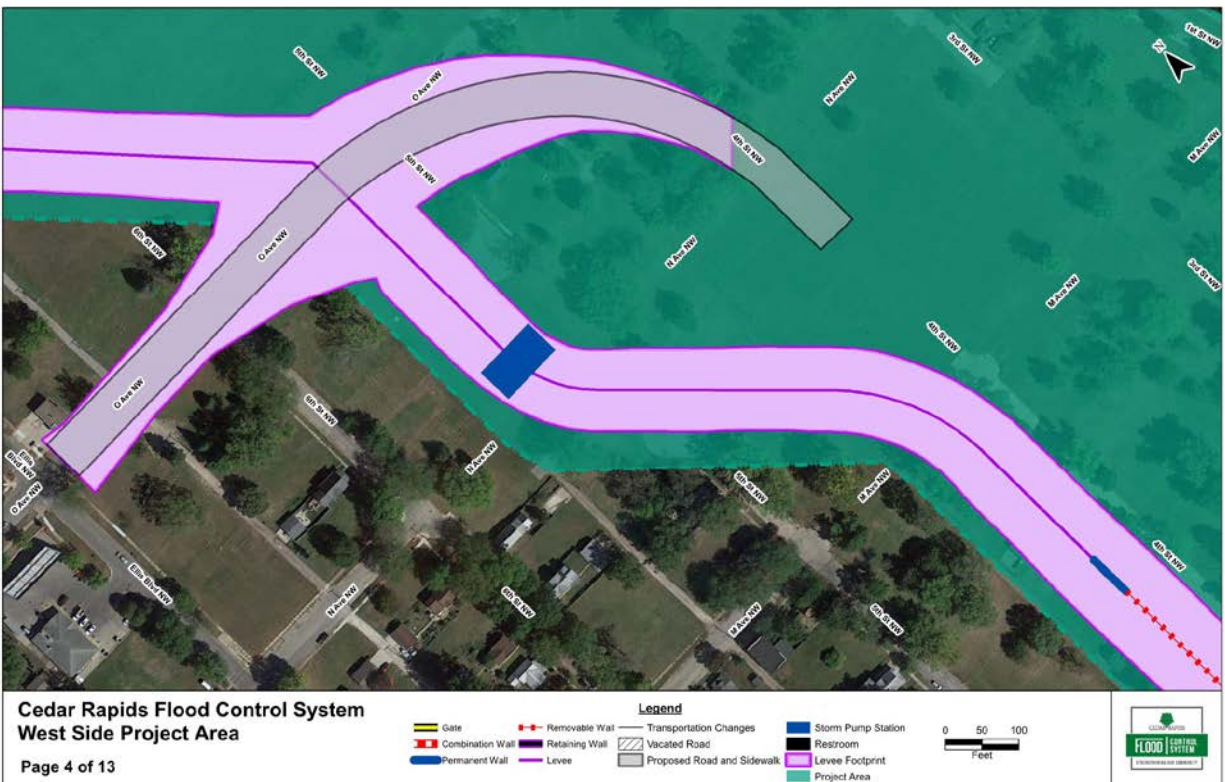 5th St NW
O Ave NW
3rd St NW
1st St NW
N
N Ave NW
M Ave NW
4th St NW
5th St NW
6th St NW
O Ave NW
N Ave NW
3rd St NW
M Ave NW
4th St NW
O Ave NW
5th St NW
Ellis Blvd NW
O Ave NW
N Ave NW
5th St NW
M Ave NW
4th St NW
Ellis Blvd NW
N Ave NW
6th St NW
M Ave NW
5th St NW
Cedar Rapids Flood Control System
West Side Project Area
Page 4 of 13
Legend
Gate
Combination Wall
Permanent Wall
Removable Wall
Retaining Wall
Levee
Transportation Changes
Vacated Road
Proposed Road and Sidewalk
Storm Pump Station
Restroom
Levee Footprint
Project Area
0 50 100
Feet
CEDAR RAPIDS
FLOOD CONTROL SYSTEM